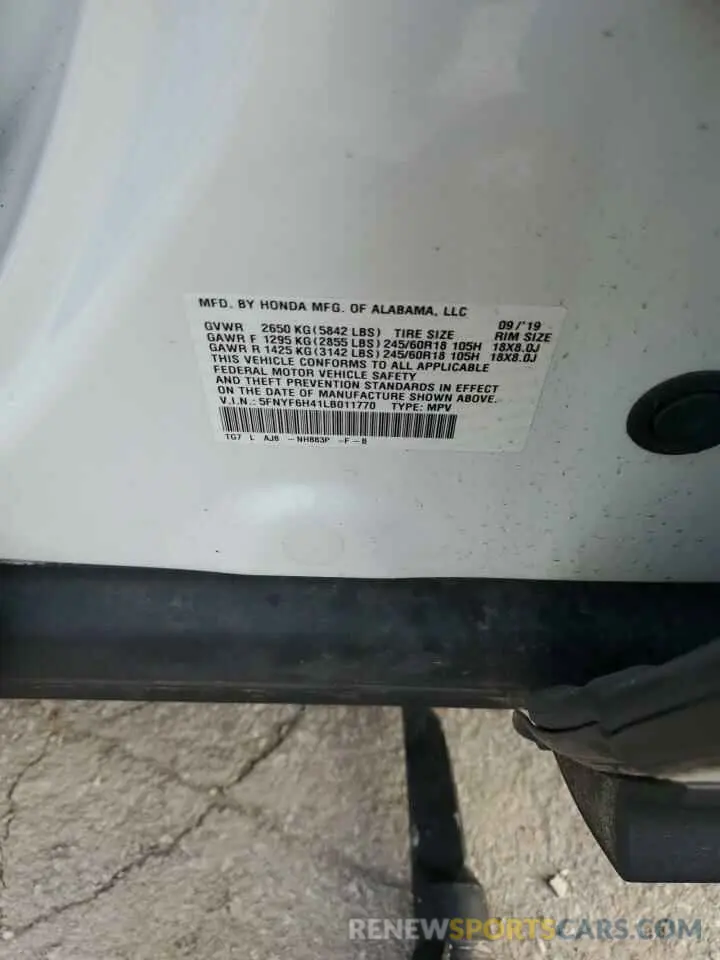 MFD. BY HONDA MFG. OF ALABAMA, LLC
GVWR 2650 KG (5842 LBS) TIRE SIZE 09/'19 RIM SIZE
GAWR F 1295 KG (2855 LBS) 245/60R18 105H 18X8.0J
GAWR R 1425 KG (3142 LBS) 245/60R18 105H 18X8.0J
THIS VEHICLE CONFORMS TO ALL APPLICABLE
FEDERAL MOTOR VEHICLE SAFETY
AND THEFT PREVENTION STANDARDS IN EFFECT
ON THE DATE OF MANUFACTURE SHOWN ABOVE.
V.I.N.: 5FNYF6H41LB011770 TYPE: MPV
TG7 L AJ8 -NH883P -F-B
RENEWSPORTSCARS.COM